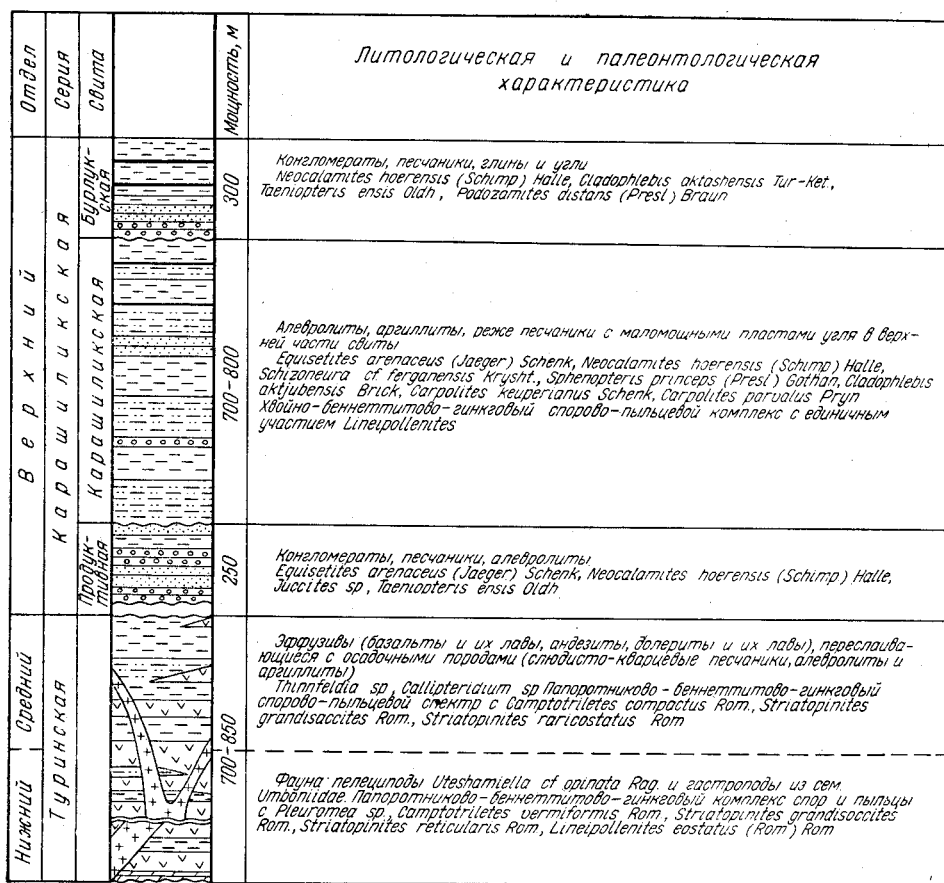 Отдел
Серия
Свита
Мощность, м
Литологическая и палеонтологическая
характеристика
Верхний
Карашиликская
Бурлук-
ская
300
Конгломераты, песчаники, глины и угли
Neocalamites hoerensis (Schimp) Halle, Cladophlebis aktashensis Tur-Ket.,
Taeniopteris ensis Oldh, Podozamites distans (Presl) Braun
Карашиликская
700-800
Алевролиты, аргиллиты, реже песчаники с маломощными пластами угля в верх-
ней части свиты
Equisetites arenaceus (Jaeger) Schenk, Neocalamites hoerensis (Schimp) Halle,
Schizoneura cf ferganensis Krysht., Sphenopteris princeps (Presl) Gothan, Cladophlebis
aktjubensis Brick, Carpolites keuperianus Schenk, Carpolites parvulus Pryn
Хвойно-беннеттитово-гинкговый спорово-пыльцевой комплекс с единичным
участием Lineipollenites
Продук-
тивная
250
Конгломераты, песчаники, алевролиты
Equisetites arenaceus (Jaeger) Schenk, Neocalamites hoerensis (Schimp) Halle,
Juccites sp, Taeniopteris ensis Oldh
Средний
Нижний
Туринская
700-850
Эффузивы (базальты и их лавы, андезиты, долериты и их лавы), переслаива-
ющиеся с осадочными породами (слюдисто-кварцевые песчаники, алевролиты и
аргиллиты)
Thinnfeldia sp, Callipteridium sp Папоротниково-беннеттитово-гинкговый
спорово-пыльцевой спектр с Camptotriletes compactus Rom., Striatopinites
grandisaccites Rom., Striatopinites raricostatus Rom
Фауна пелециподы Uteshamiella cf opinata Rag. и гастроподы из сем.
Umboniidae. Папоротниково-беннеттитово-гинкговый комплекс спор и пыльцы
с Pleuromea sp, Camptotriletes vermiformis Rom., Striatopinites grandisaccites
Rom., Striatopinites reticularis Rom, Lineipollenites eostatus (Rom) Rom